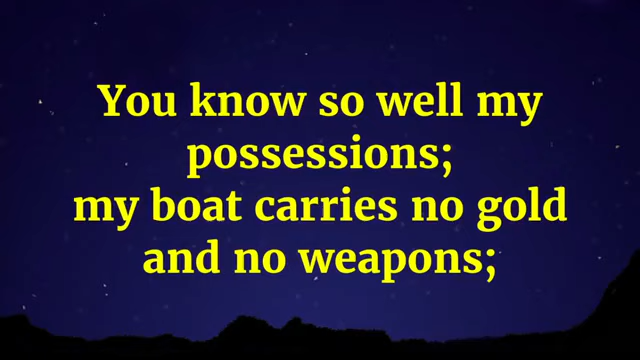 You know so well my
possessions;
my boat carries no gold
and no weapons;